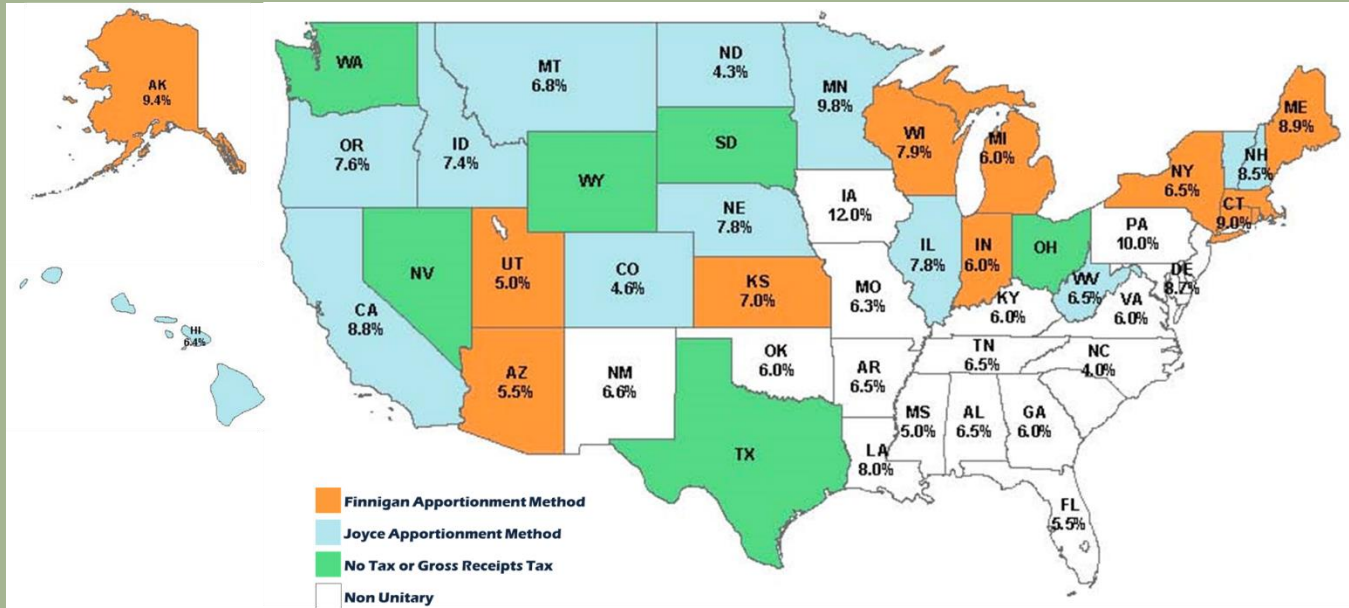 AK
9.4%
WA
MT
6.8%
ND
4.3%
MN
9.8%
OR
7.6%
ID
7.4%
WY
SD
WI
7.9%
MI
6.0%
ME
8.9%
NH
8.5%
NY
6.5%
CT
9.0%
IA
12.0%
NE
7.8%
PA
10.0%
NV
UT
5.0%
CO
4.6%
KS
7.0%
IL
7.8%
IN
6.0%
OH
DE
8.7%
WV
6.5%
CA
8.8%
MO
6.3%
KY
6.0%
VA
6.0%
HI
6.4%
AZ
5.5%
NM
6.6%
OK
6.0%
AR
6.5%
TN
6.5%
NC
4.0%
MS
5.0%
AL
6.5%
GA
6.0%
TX
LA
8.0%
FL
5.5%
Finnigan Apportionment Method
Joyce Apportionment Method
No Tax or Gross Receipts Tax
Non Unitary